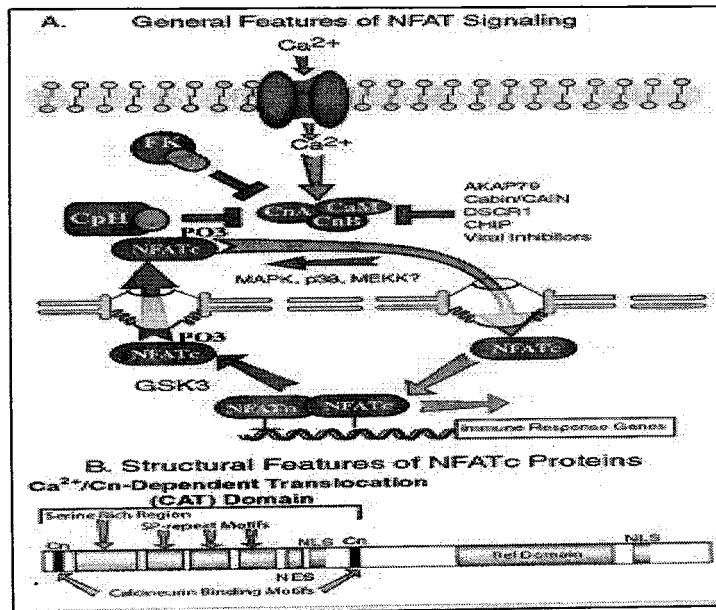 A. General Features of NFAT Signaling
Ca2+
Ca2+
FK
CpH
CnA CaM
CnB
AKAP79
Cabin/CAIN
DSCR1
CHIP
Viral Inhibitors
PO3
NFATc
MAPK, p38, MEKK?
PO3
NFATc
NFATc
GSK3
NFATn NFATc
Immune Response Genes
B. Structural Features of NFATc Proteins
Ca2+/Cn-Dependent Translocation
(CAT) Domain
Serine Rich Region
SP-repeat Motifs
Cn NLS Cn NLS
Rel Domain
NES
Calcineurin Binding Motifs